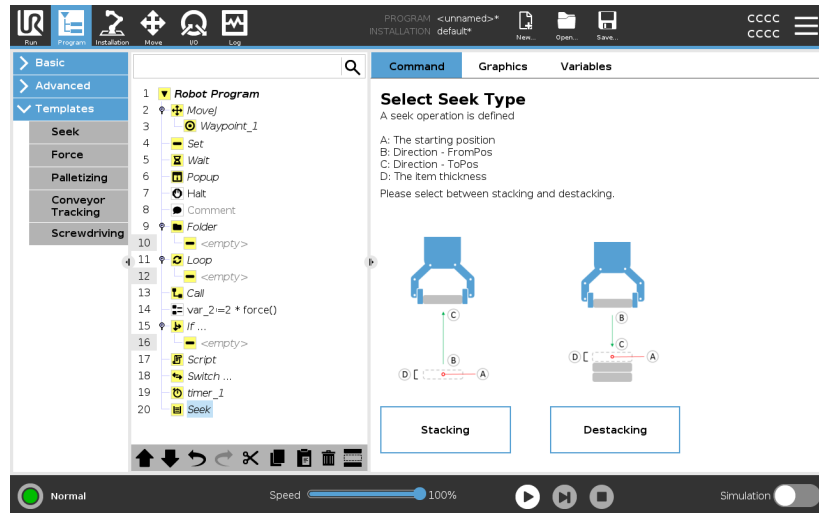 PROGRAM <unnamed>*
INSTALLATION default*
CCCC
CCCC
Run
Program
Installation
Move
I/O
Log
New...
Open...
Save...
Basic
Advanced
Templates
Seek
Force
Palletizing
Conveyor
Tracking
Screwdriving
1 Robot Program
2 MoveJ
3 Waypoint_1
4 Set
5 Wait
6 Popup
7 Halt
8 Comment
9 Folder
10 <empty>
11 Loop
12 <empty>
13 Call
14 var_2≔2 * force()
15 If ...
16 <empty>
17 Script
18 Switch ...
19 timer_1
20 Seek
Command Graphics Variables
Select Seek Type
A seek operation is defined
A: The starting position
B: Direction - FromPos
C: Direction - ToPos
D: The item thickness
Please select between stacking and destacking.
C
B
D
A
B
C
D
A
Stacking
Destacking
Normal
Speed
100%
Simulation